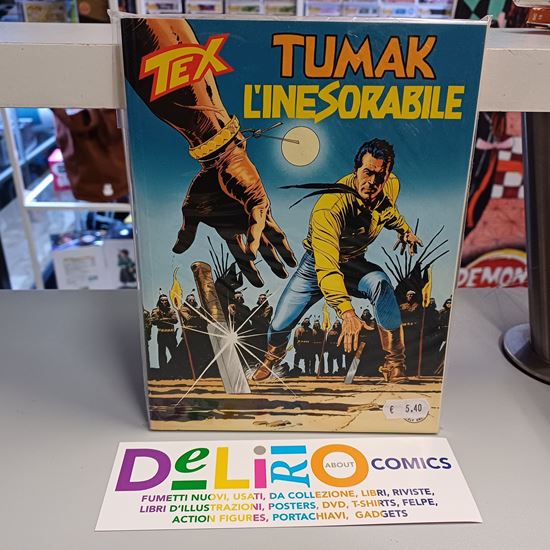 TEX
TUMAK
L'INESORABILE
DEMON
€ 5.40
DeLiRiO ABOUT COMICS
FUMETTI NUOVI, USATI, DA COLLEZIONE, LIBRI, RIVISTE,
LIBRI D'ILLUSTRAZIONI, POSTERS, DVD, T-SHIRTS, FELPE,
ACTION FIGURES, PORTACHIAVI, GADGETS